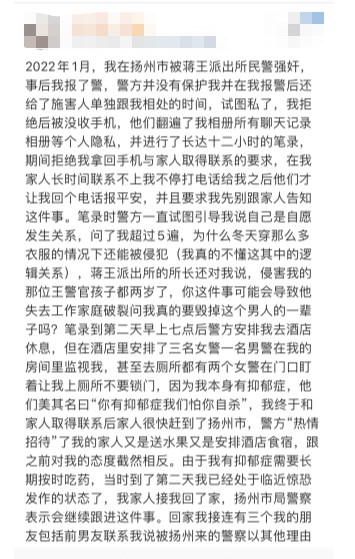 2022年1月，我在扬州市被蒋王派出所民警强奸，
事后我报了警，警方并没有保护我并在我报警后还
给了施害人单独跟我相处的时间，试图私了，我拒
绝后被没收手机，他们翻遍了我相册所有聊天记录
相册等个人隐私，并进行了长达十二小时的笔录，
期间拒绝我拿回手机与家人取得联系的要求，在我
家人长时间联系不上我不停打电话给我之后他们才
让我回个电话报平安，并且要求我先别跟家人告知
这件事。笔录时警方一直试图引导我说自己是自愿
发生关系，问了我超过5遍，为什么冬天穿那么多
衣服的情况下还能被侵犯（我真的不懂这其中的逻
辑关系），蒋王派出所的所长还对我说，侵害我的
那位王警官孩子都两岁了，你这件事可能会导致他
失去工作家庭破裂问我真的要毁掉这个男人的一辈
子吗？笔录到第二天早上七点后警方安排我去酒店
休息，但在酒店里安排了三名女警一名男警在我的
房间里监视我，甚至去厕所都有两个女警在门口盯
着让我上厕所不要锁门，因为我本身有抑郁症，他
们美其名曰“你有抑郁症我们怕你自杀”，我终于和
家人取得联系后家人很快赶到了扬州市，警方“热情
招待”了我的家人又是送水果又是安排酒店食宿，跟
之前对我的态度截然相反。由于我有抑郁症需要长
期按时吃药，当时到了第二天我已经处于临近惊恐
发作的状态了，我家人接我回了家，扬州市局警察
表示会继续跟进这件事。回家我接连有三个我的朋
友包括前男友联系我说被扬州来的警察以其他理由